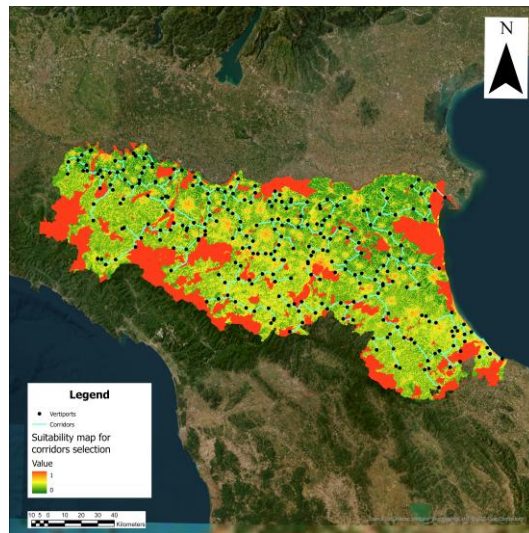 N
Legend
Vertiports
Corridors
Suitability map for
corridors selection
Value
1
0
10 5 0 10 20 30 40
Kilometers